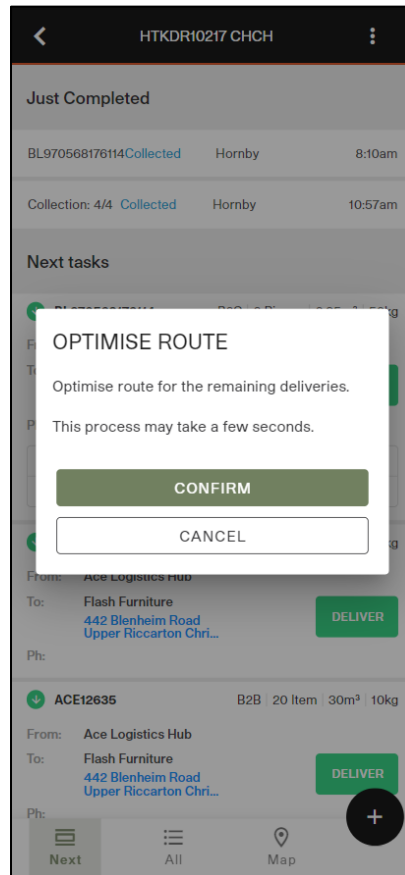 HTKDR10217 CHCH
Just Completed
BL970568176114Collected Hornby 8:10am
Collection: 4/4 Collected Hornby 10:57am
Next tasks
OPTIMISE ROUTE
Optimise route for the remaining deliveries.
This process may take a few seconds.
CONFIRM
CANCEL
From: Ace Logistics Hub
To: Flash Furniture
442 Blenheim Road
Upper Riccarton Chri...
DELIVER
Ph:
ACE12635 B2B 20 Item 30m³ 10kg
From: Ace Logistics Hub
To: Flash Furniture
442 Blenheim Road
Upper Riccarton Chri...
DELIVER
Ph:
+
Next All Map